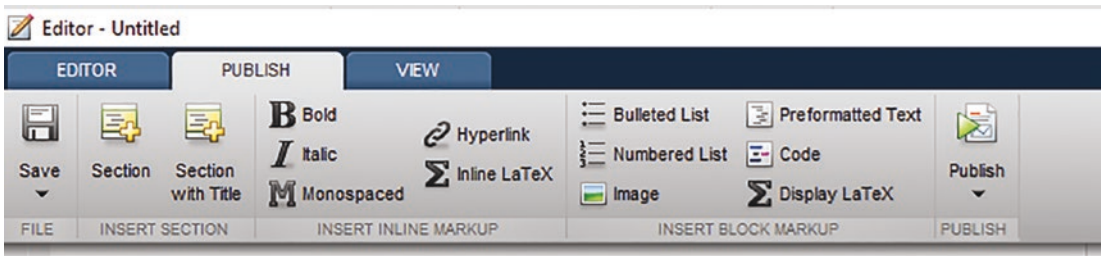 Editor - Untitled
EDITOR PUBLISH VIEW
Save
Section
Section
with Title
Bold
Italic
Monospaced
Hyperlink
Inline LaTeX
Bulleted List
Numbered List
Image
Preformatted Text
Code
Display LaTeX
Publish
FILE INSERT SECTION INSERT INLINE MARKUP INSERT BLOCK MARKUP PUBLISH